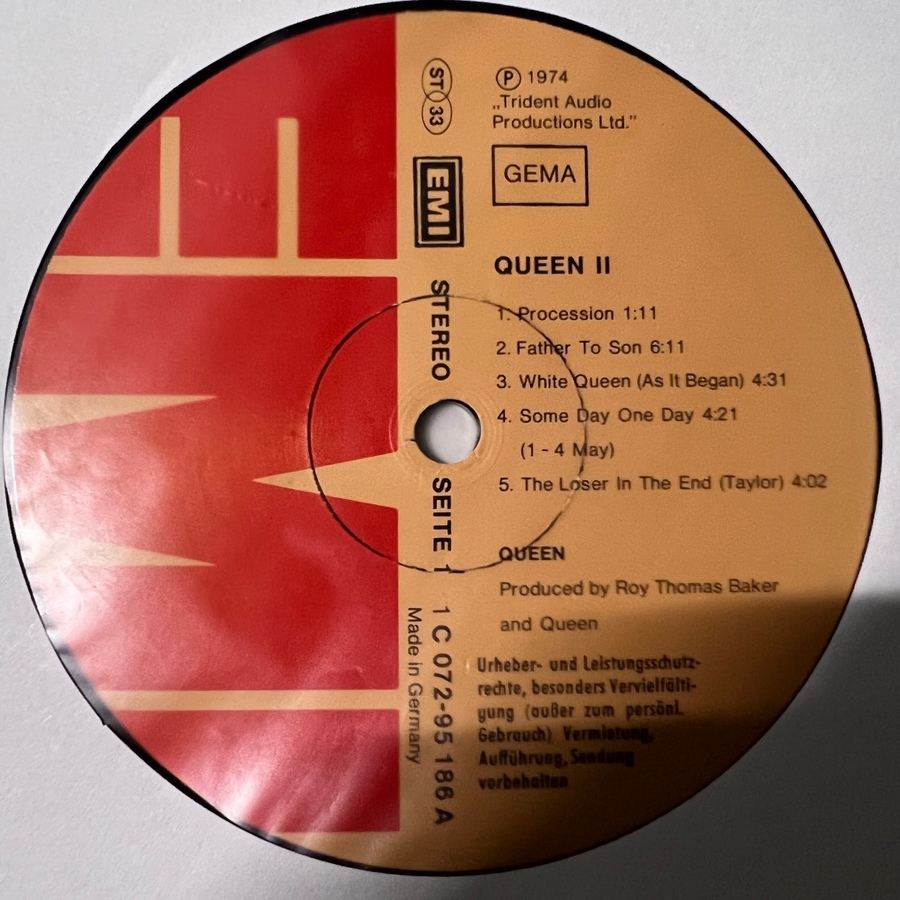 ST 33
EMI
STEREO SEITE 1 1 C 072-95 186 A
Made in Germany
Ⓟ 1974
„Trident Audio
Productions Ltd.”
GEMA
QUEEN II
1. Procession 1:11
2. Father To Son 6:11
3. White Queen (As It Began) 4:31
4. Some Day One Day 4:21
(1 - 4 May)
5. The Loser In The End (Taylor) 4:02
QUEEN
Produced by Roy Thomas Baker
and Queen
Urheber- und Leistungsschutz-
rechte, besonders Vervielfälti-
gung (außer zum persönl.
Gebrauch) Vermietung,
Aufführung, Sendung
vorbehalten